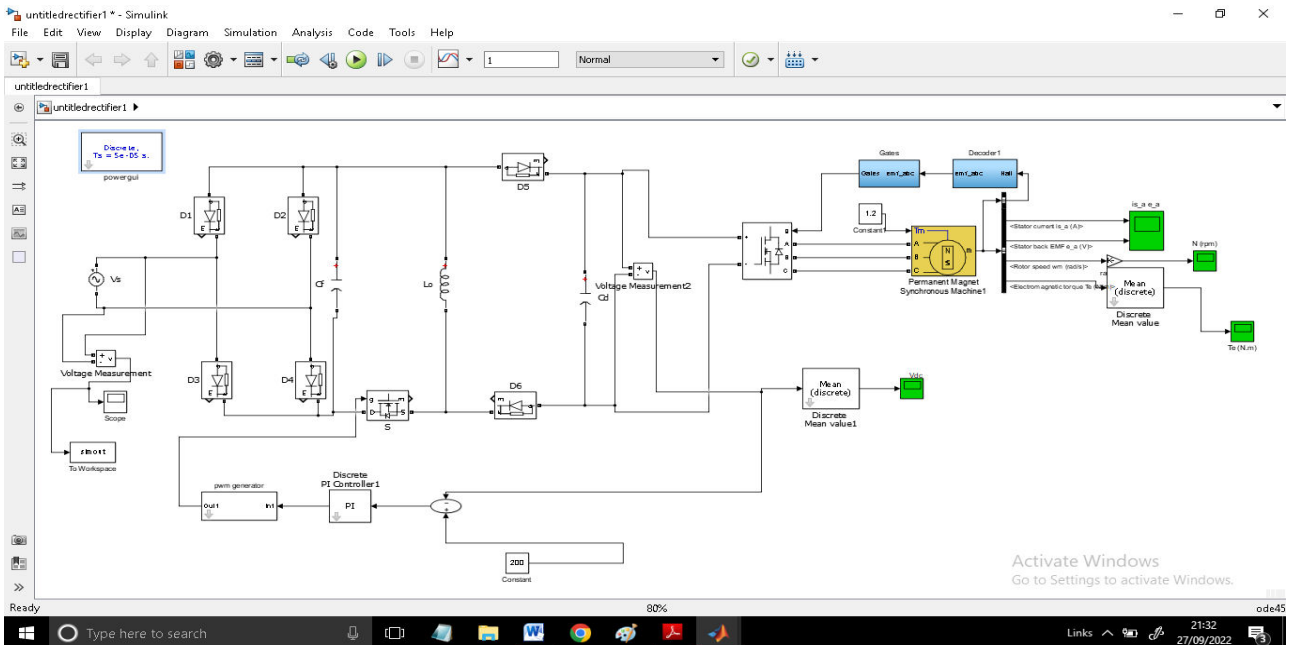 untitledrectifier1 * - Simulink
File Edit View Display Diagram Simulation Analysis Code Tools Help
1
Normal
untitledrectifier1
untitledrectifier1
Discrete,
Ts = 5e-05 s.
powergui
D1
D2
D5
m
E
E
Vs
Cf
Lo
Cd
+
-
v
Voltage Measurement2
Gates
Decoder1
Gates emf_abc
emf_abc Hall
1.2
Constant1
g
A
B
C
+
-
Tm
A
B
C
N
S
m
Permanent Magnet
Synchronous Machine1
is_a e_a
<Stator current is_a (A)>
<Stator back EMF e_a (V)>
<Rotor speed wm (rad/s)>
N (rpm)
Mean
(discrete)
Discrete
Mean value
Te (N.m)
+
-
v
Voltage Measurement
Scope
simout
To Workspace
D3
D4
E
E
g
D
S
S
D6
m
Mean
(discrete)
Discrete
Mean value1
Vdc
pwm generator
Out1 In1
Discrete
PI Controller1
PI
200
Constant
Activate Windows
Go to Settings to activate Windows.
Ready
80%
ode45
Type here to search
Links
21:32
27/09/2022
3